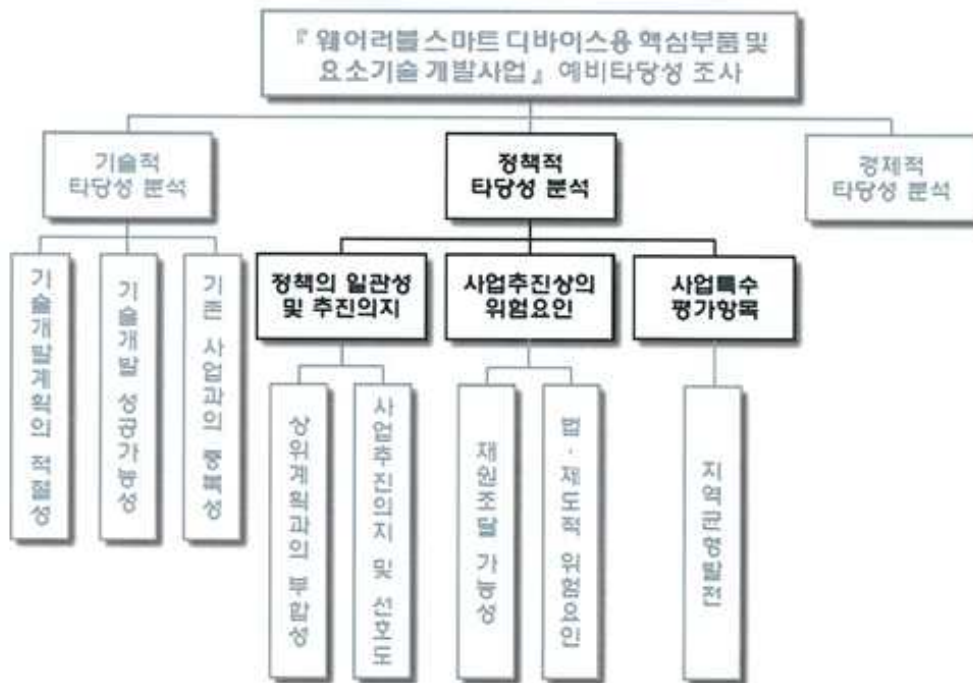 『웨어러블 스마트 디바이스용 핵심부품 및
요소기술 개발사업』 예비타당성 조사
기술적
타당성 분석
정책적
타당성 분석
경제적
타당성 분석
기술개발계획의 적절성
기술개발 성공가능성
기존 사업과의 중복성
정책의 일관성
및 추진의지
사업추진상의
위험요인
사업특수
평가항목
상위계획과의 부합성
사업추진의지 및 선호도
재원조달 가능성
법·제도적 위험요인
지역균형발전